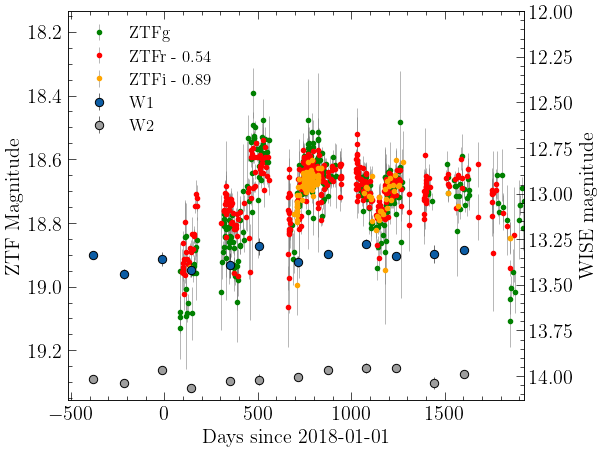 ZTFg
ZTFr - 0.54
ZTFi - 0.89
W1
W2
18.2
18.4
18.6
18.8
19.0
19.2
ZTF Magnitude
12.00
12.25
12.50
12.75
13.00
13.25
13.50
13.75
14.00
WISE magnitude
−500 0 500 1000 1500
Days since 2018-01-01